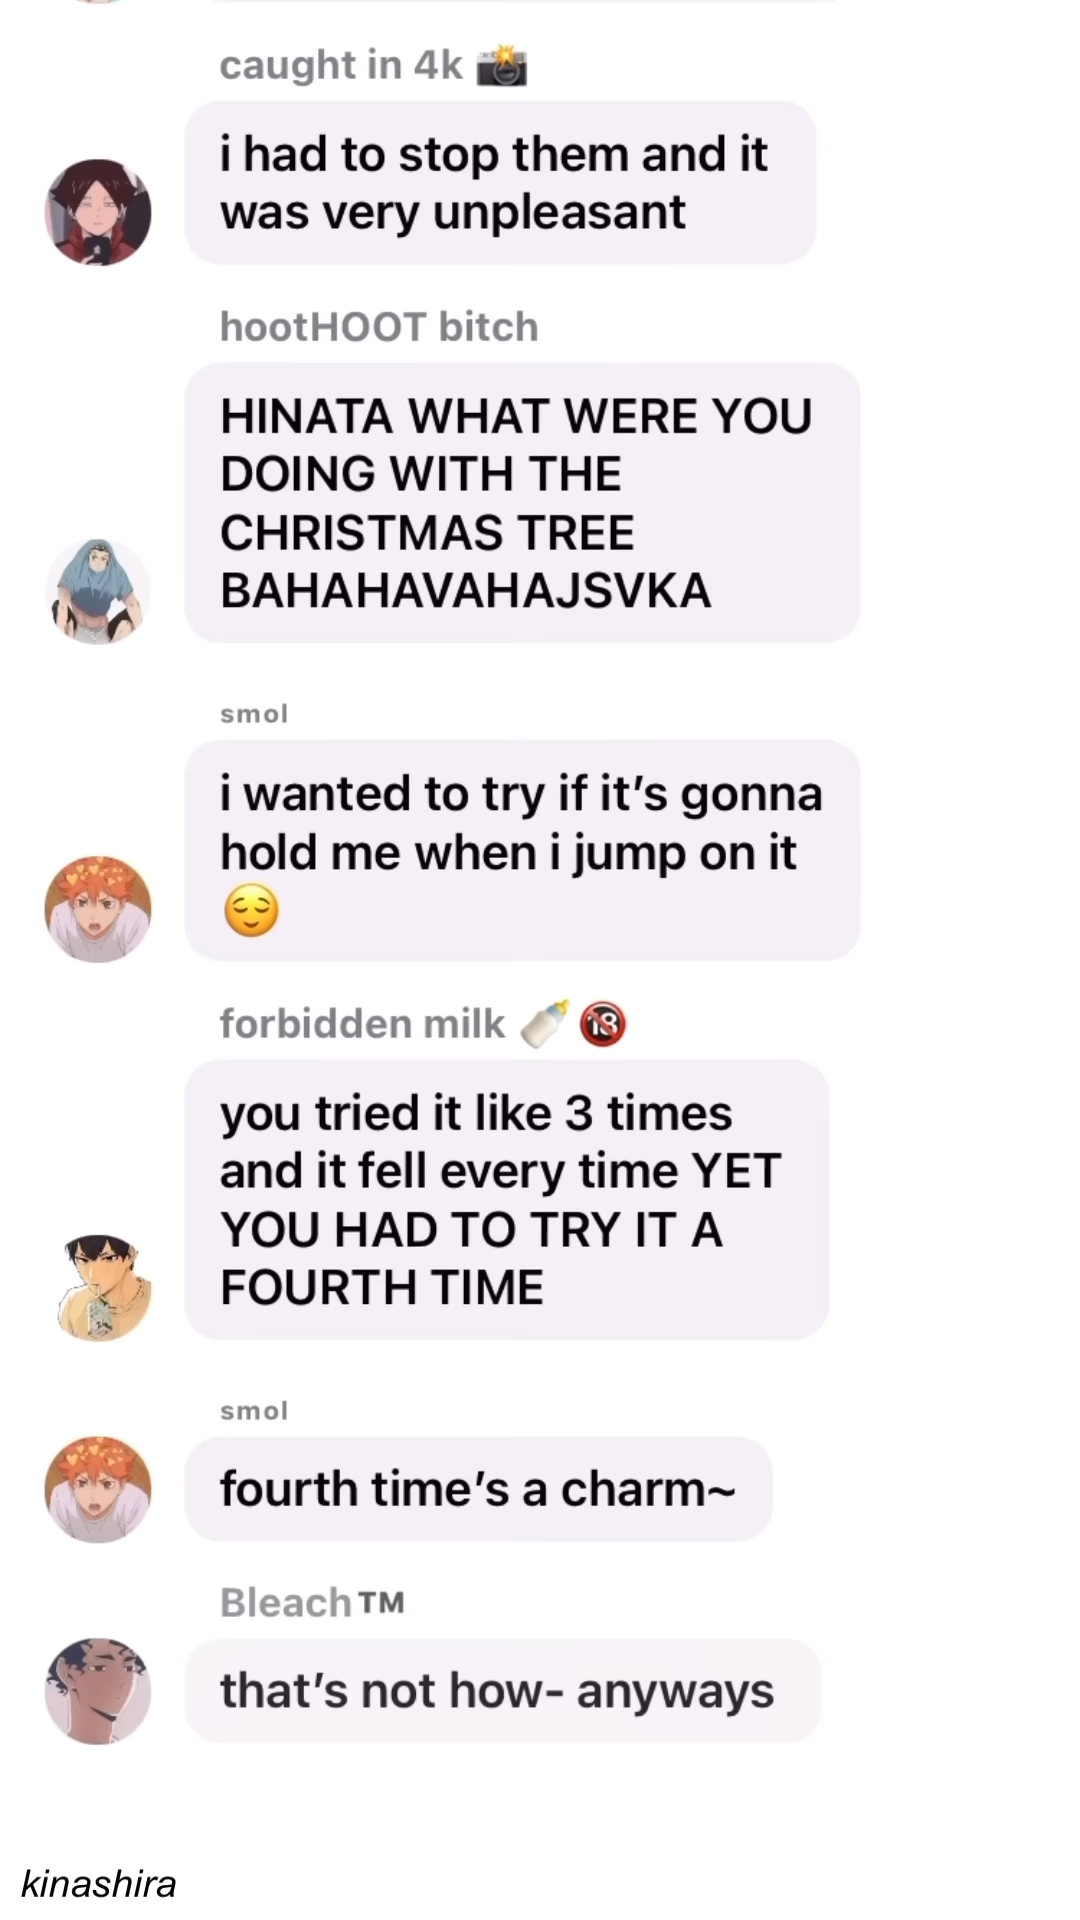 caught in 4k 📸
i had to stop them and it
was very unpleasant
hootHOOT bitch
HINATA WHAT WERE YOU
DOING WITH THE
CHRISTMAS TREE
BAHAHAVAHAJSVKA
smol
i wanted to try if it’s gonna
hold me when i jump on it
😌
forbidden milk 🍼 🔞
you tried it like 3 times
and it fell every time YET
YOU HAD TO TRY IT A
FOURTH TIME
smol
fourth time’s a charm~
Bleach™
that’s not how- anyways
kinashira